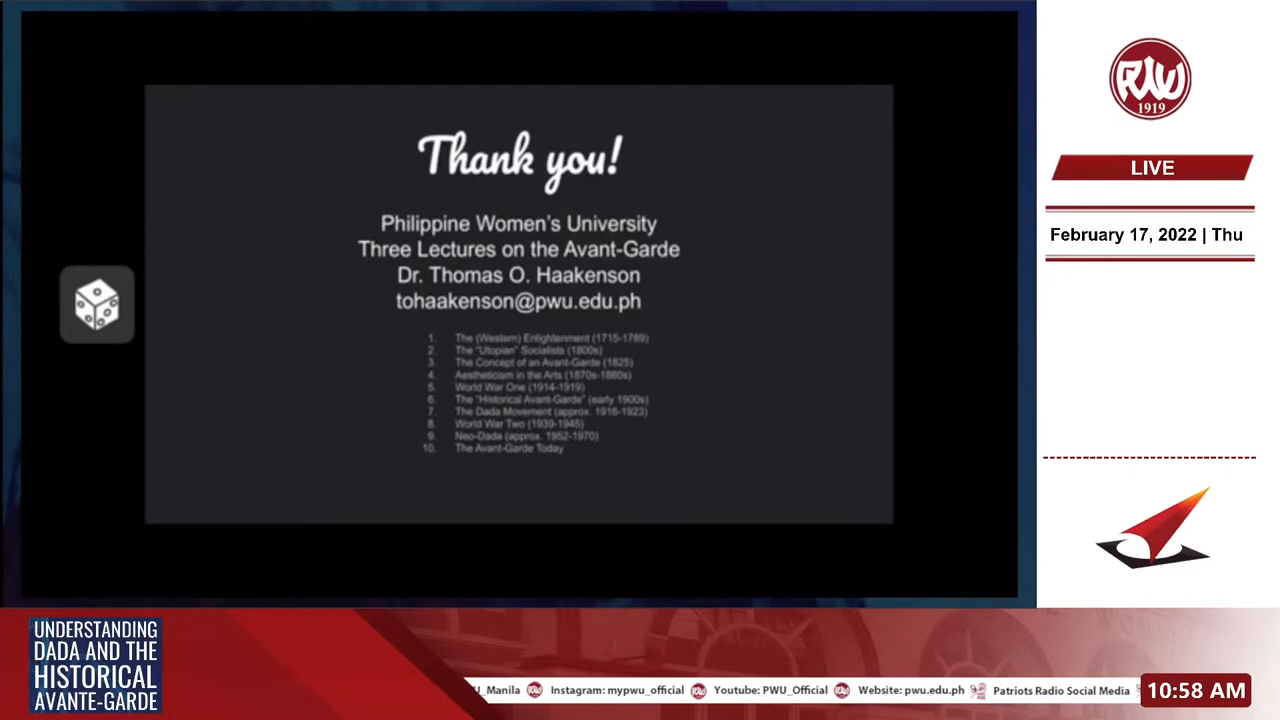 Thank you!
Philippine Women's University
Three Lectures on the Avant-Garde
Dr. Thomas O. Haakenson
tohaakenson@pwu.edu.ph
1. The (Western) Enlightenment (1715-1789)
2. The "Utopian" Socialists (1800s)
3. The Concept of an Avant-Garde (1825)
4. Aestheticism in the Arts (1870s-1880s)
5. World War One (1914-1919)
6. The "Historical Avant-Garde" (early 1900s)
7. The Dada Movement (approx. 1916-1923)
8. World War Two (1939-1945)
9. Neo-Dada (approx. 1952-1970)
10. The Avant-Garde Today
PWU
1919
LIVE
February 17, 2022 | Thu
UNDERSTANDING
DADA AND THE
HISTORICAL
AVANTE-GARDE
U_Manila Instagram: mypwu_official Youtube: PWU_Official Website: pwu.edu.ph Patriots Radio Social Media
10:58 AM